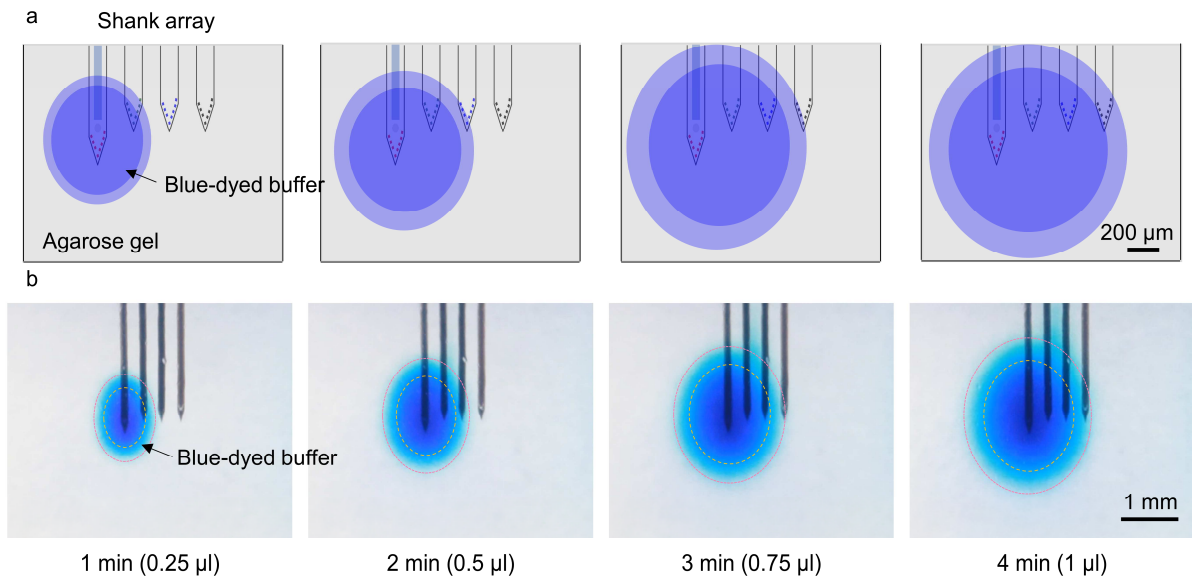 a
Shank array
Blue-dyed buffer
Agarose gel
200 µm
b
Blue-dyed buffer
1 mm
1 min (0.25 µl)
2 min (0.5 µl)
3 min (0.75 µl)
4 min (1 µl)